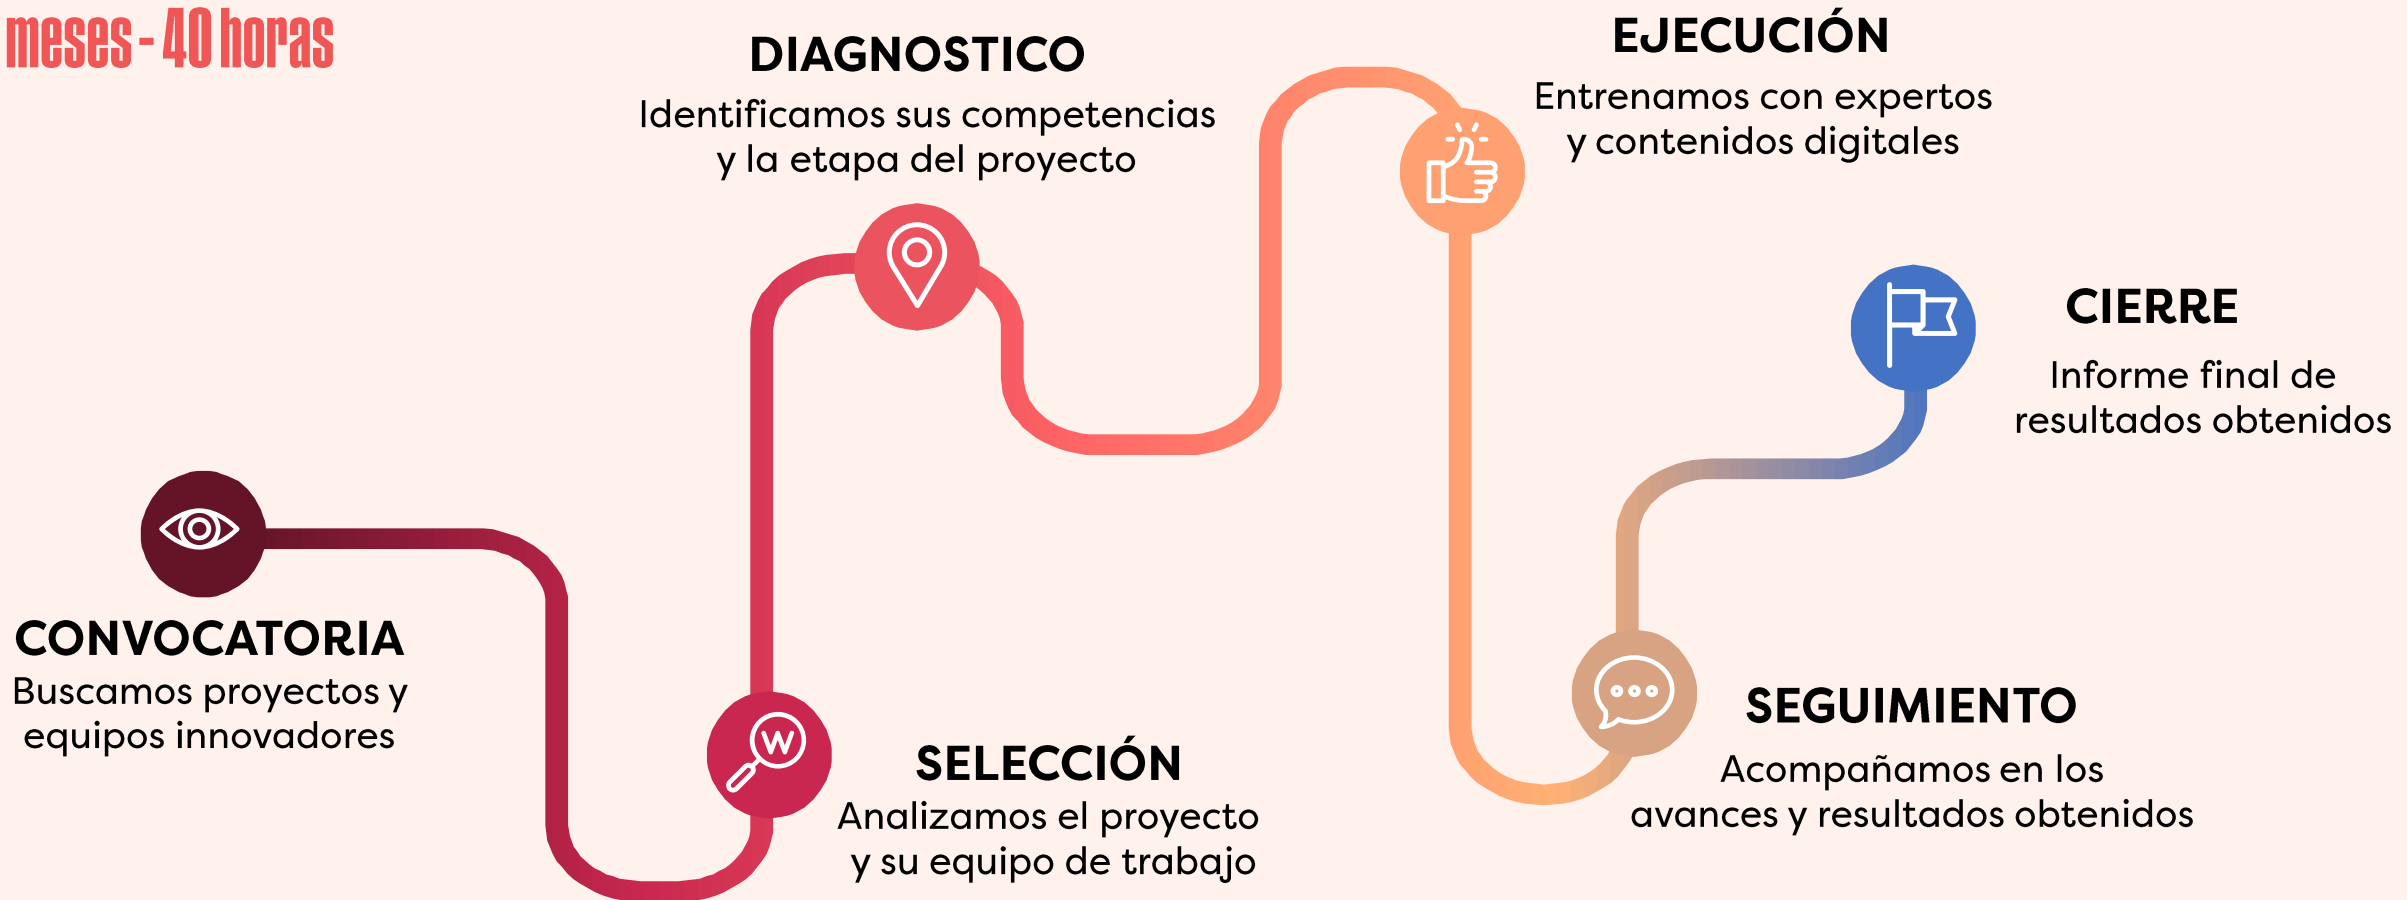 meses - 40 horas
CONVOCATORIA
Buscamos proyectos y
equipos innovadores
W
SELECCIÓN
Analizamos el proyecto
y su equipo de trabajo
DIAGNOSTICO
Identificamos sus competencias
y la etapa del proyecto
EJECUCIÓN
Entrenamos con expertos
y contenidos digitales
SEGUIMIENTO
Acompañamos en los
avances y resultados obtenidos
CIERRE
Informe final de
resultados obtenidos